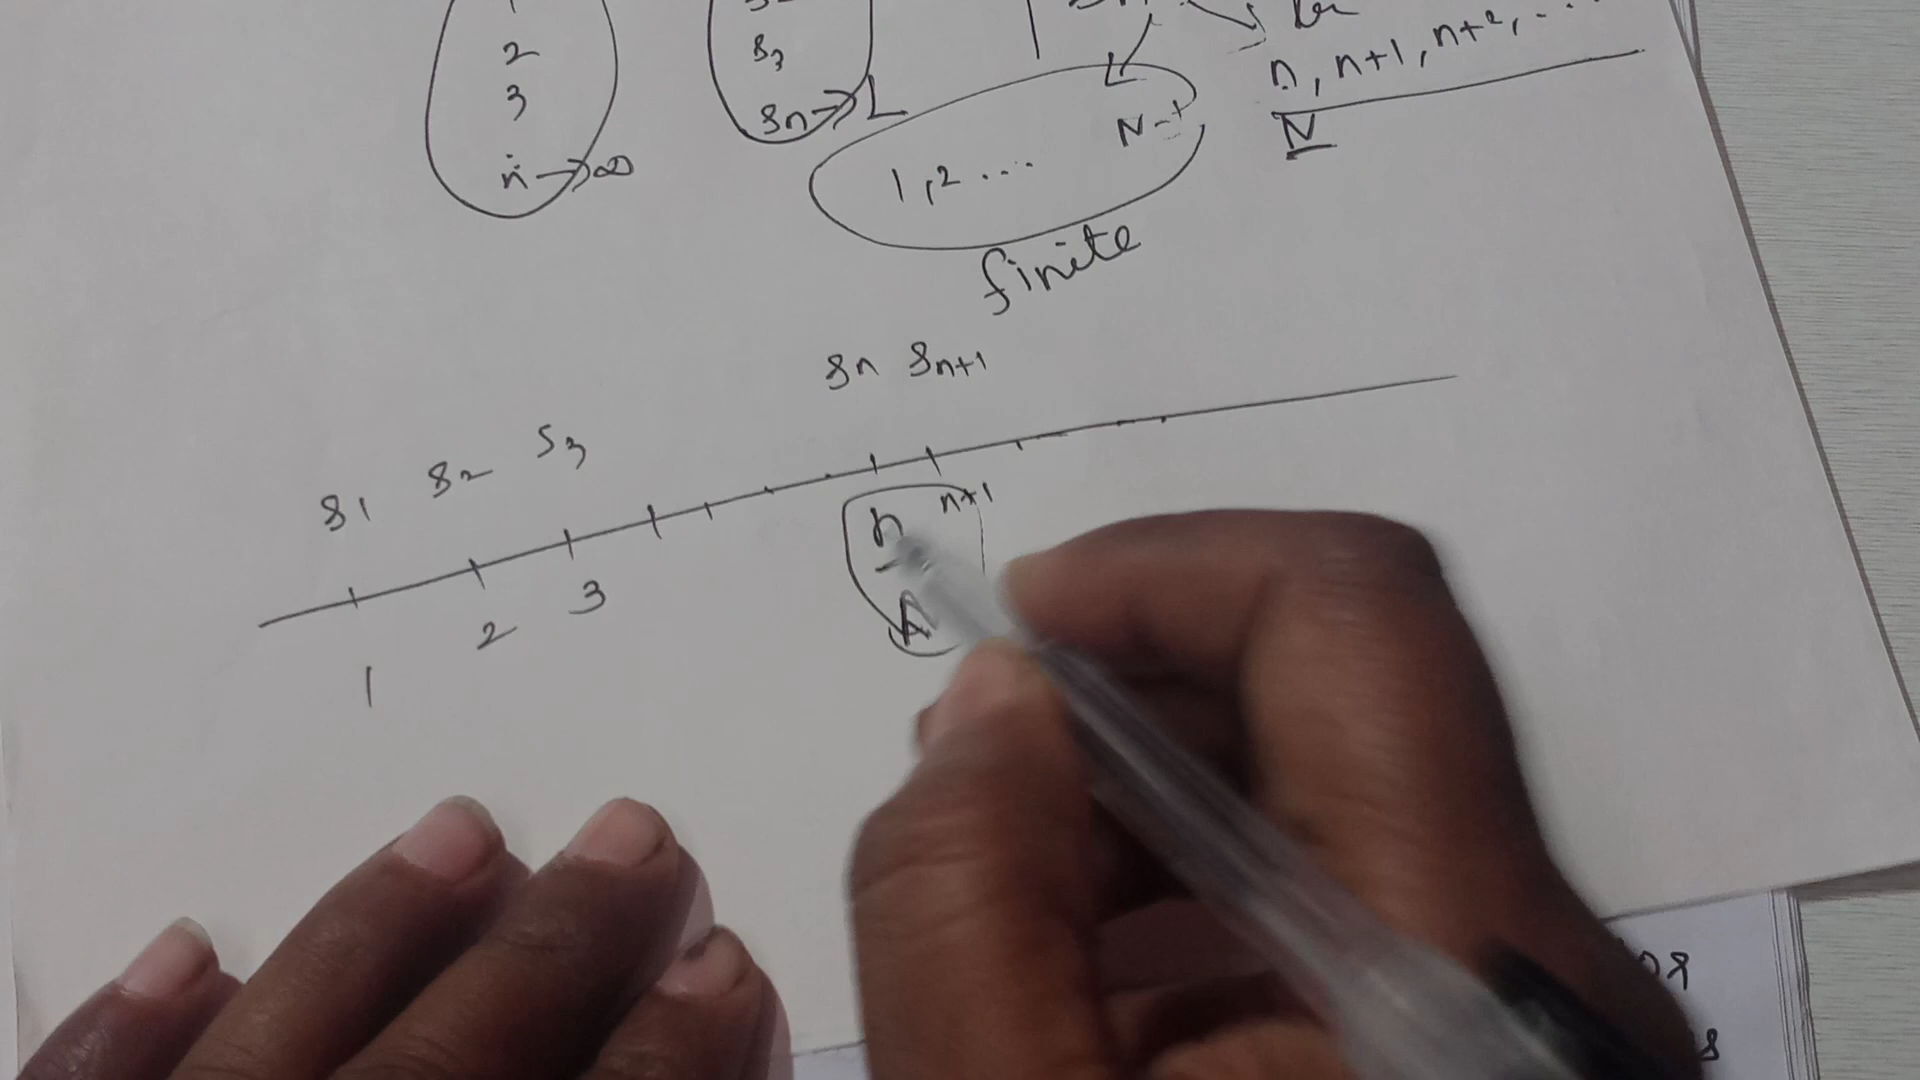 2
3
n → ∞
s3
sn → L
n, n+1, n+2, ....
N
1, 2 .... N-1
finite
sn sn+1
s1 s2 s3
1 2 3 n n+1